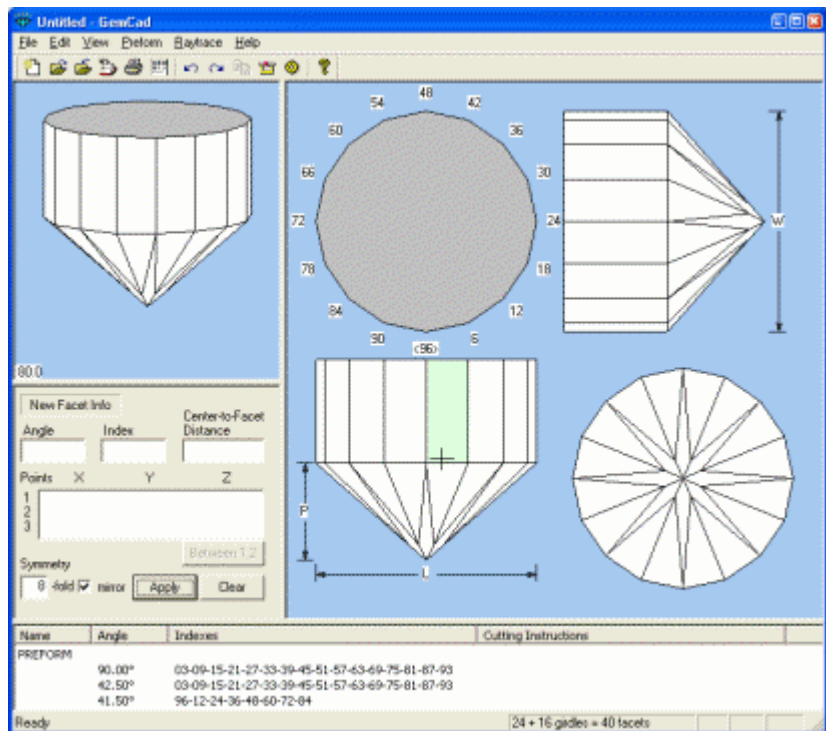 Untitled - GemCad
File Edit View Preform Raytrace Help
48
54 42
60 36
66 30
72 24
78 18
84 12
90 6
<96>
W
P
L
80.0
New Facet Info
Angle Index Center-to-Facet Distance
Points X Y Z
1
2
3
Between 1,2
Symmetry
8 -fold mirror Apply Clear
Name Angle Indexes Cutting Instructions
PREFORM
90.00° 03-09-15-21-27-33-39-45-51-57-63-69-75-81-87-93
42.50° 03-09-15-21-27-33-39-45-51-57-63-69-75-81-87-93
41.50° 96-12-24-36-48-60-72-84
Ready 24 + 16 girdles = 40 facets